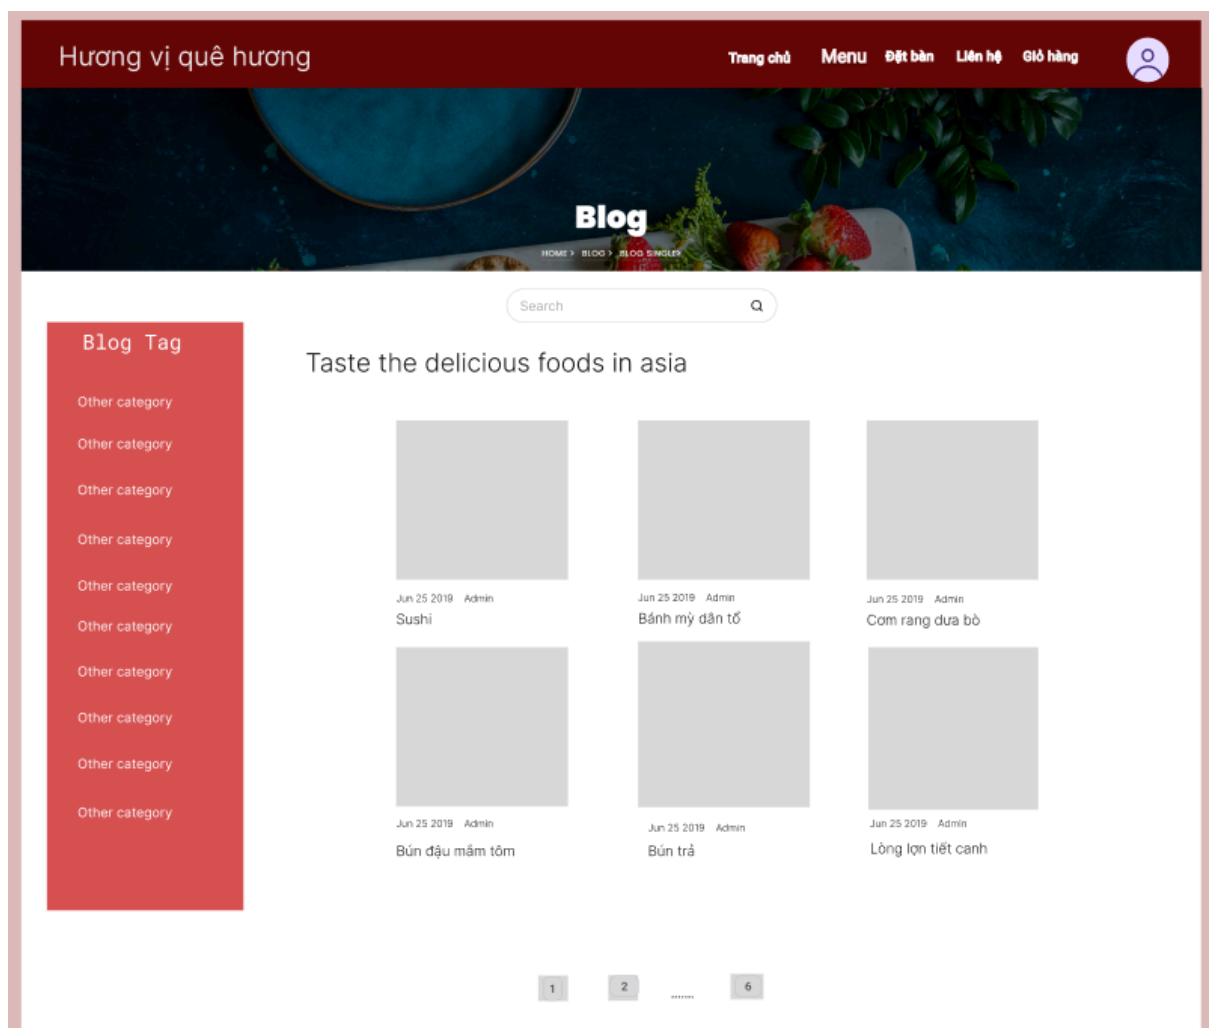 Hương vị quê hương
Trang chủ Menu Đặt bàn Liên hệ Giỏ hàng
Blog
HOME > BLOG > BLOG SINGLE>
Search
Blog Tag
Other category
Other category
Other category
Other category
Other category
Other category
Other category
Other category
Other category
Other category
Taste the delicious foods in asia
Jun 25 2019 Admin
Sushi
Jun 25 2019 Admin
Bánh mỳ dân tổ
Jun 25 2019 Admin
Cơm rang dưa bò
Jun 25 2019 Admin
Bún đậu mắm tôm
Jun 25 2019 Admin
Bún trả
Jun 25 2019 Admin
Lòng lợn tiết canh
1 2 ........ 6